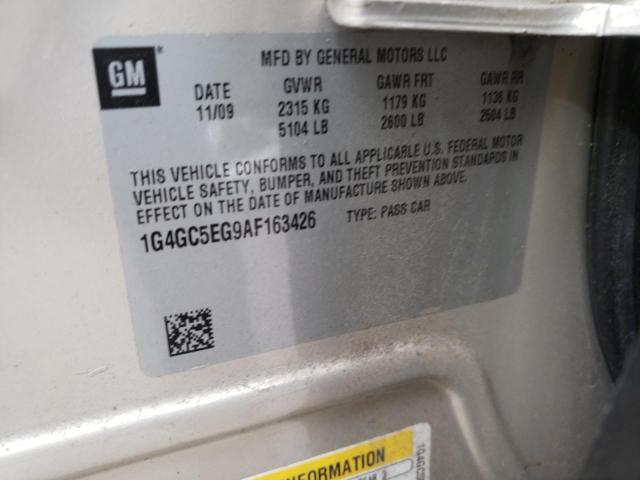 GM
MFD BY GENERAL MOTORS LLC
DATE GVWR GAWR FRT GAWR RR
11/09 2315 KG 1179 KG 1136 KG
5104 LB 2600 LB 2504 LB
THIS VEHICLE CONFORMS TO ALL APPLICABLE U.S. FEDERAL MOTOR
VEHICLE SAFETY, BUMPER, AND THEFT PREVENTION STANDARDS IN
EFFECT ON THE DATE OF MANUFACTURE SHOWN ABOVE.
1G4GC5EG9AF163426 TYPE: PASS CAR
INFORMATION